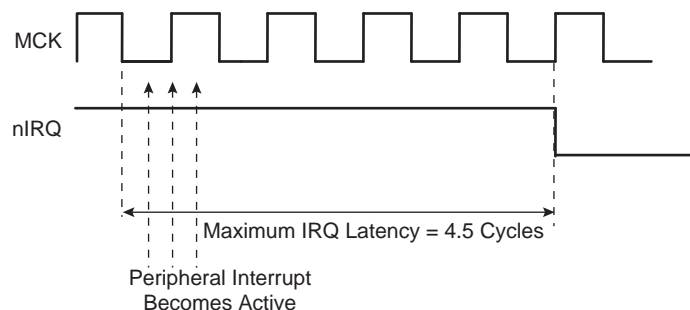 MCK
nIRQ
Maximum IRQ Latency = 4.5 Cycles
Peripheral Interrupt
Becomes Active